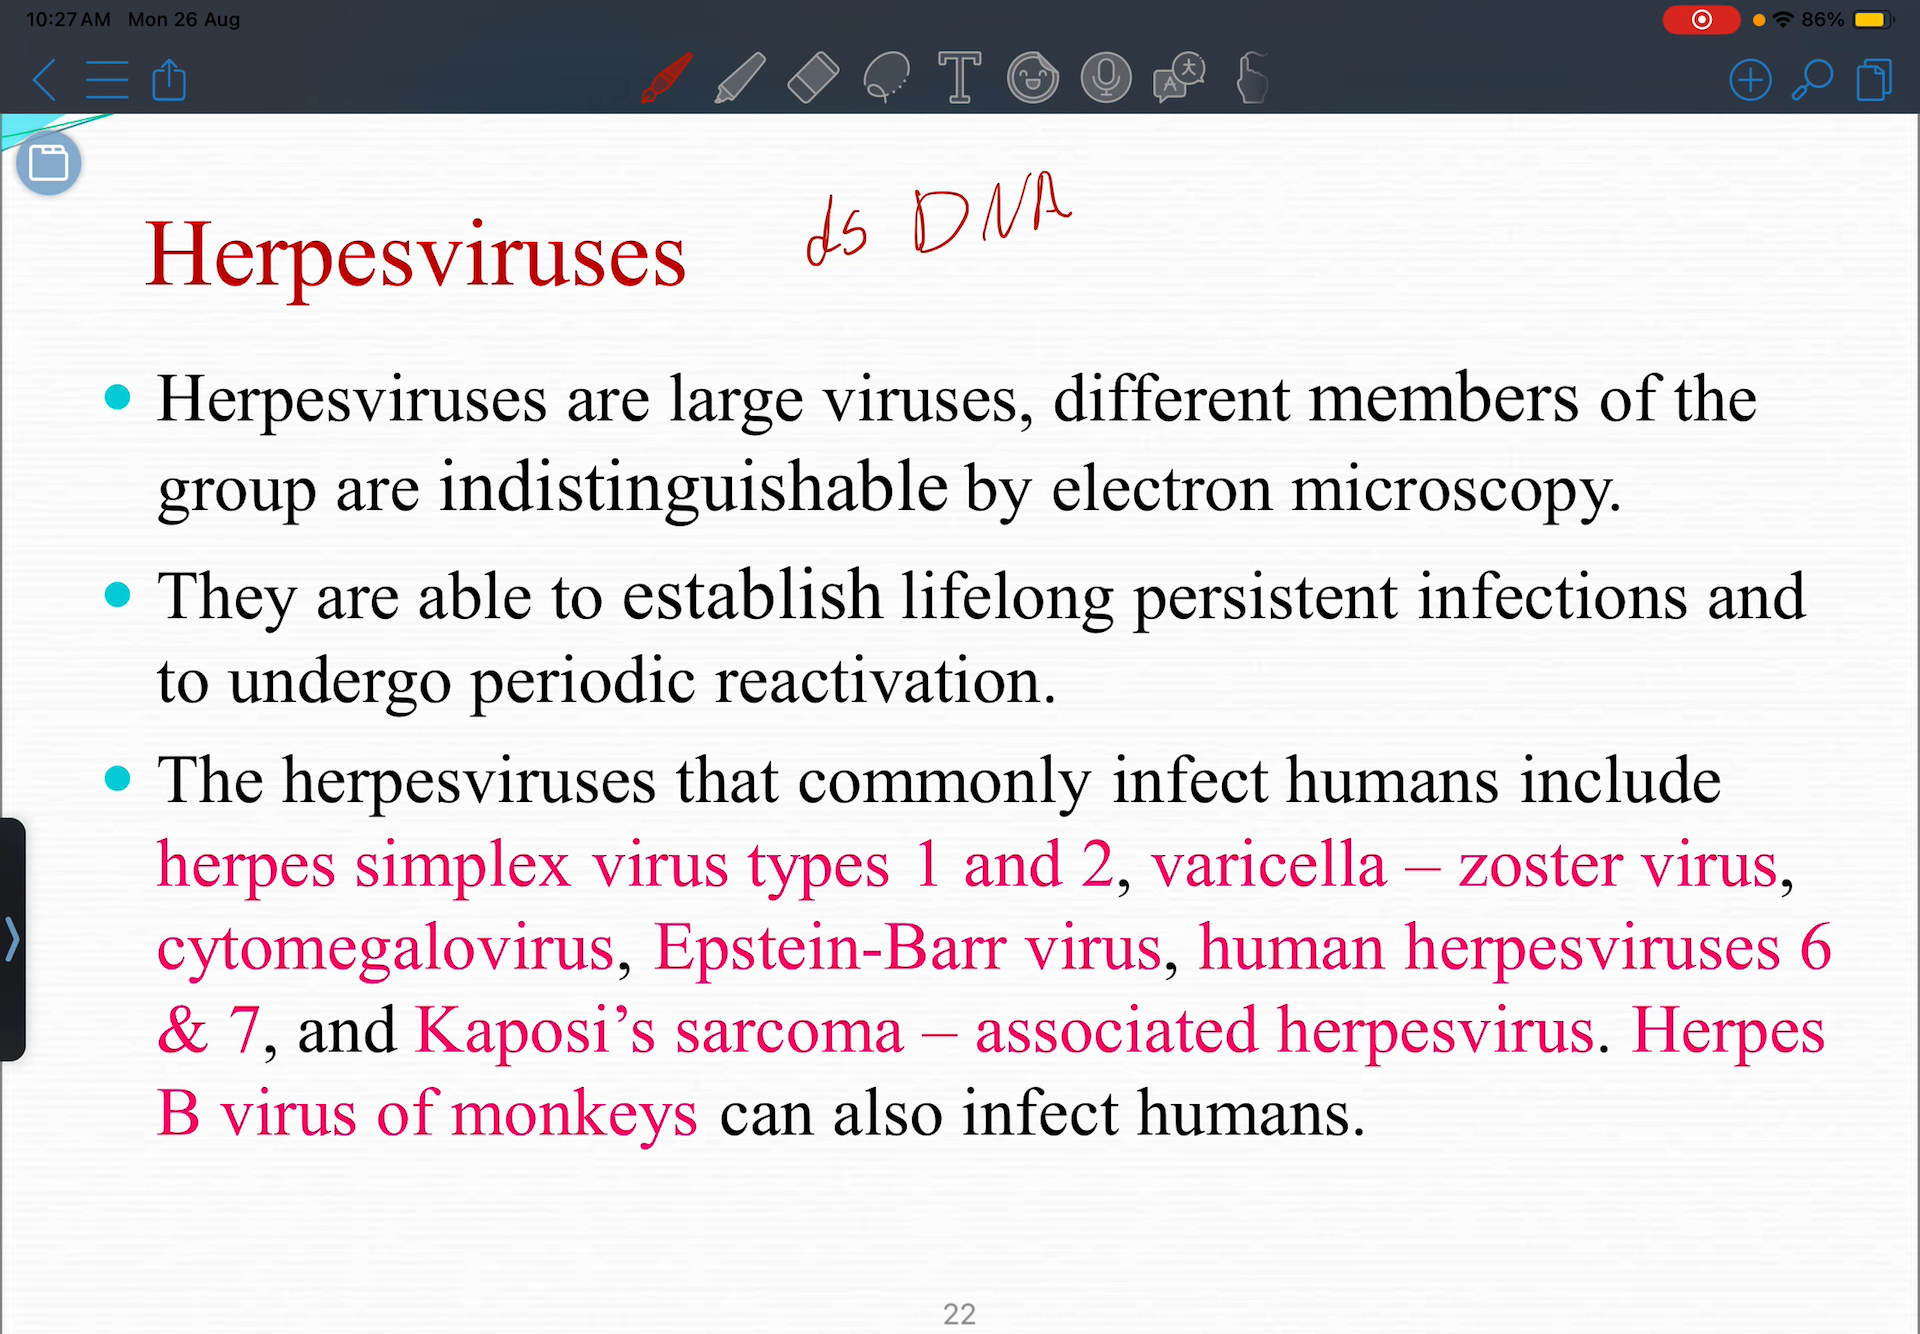 10:27 AM Mon 26 Aug
86%
ds DNA
Herpesviruses
Herpesviruses are large viruses, different members of the
group are indistinguishable by electron microscopy.
They are able to establish lifelong persistent infections and
to undergo periodic reactivation.
The herpesviruses that commonly infect humans include
herpes simplex virus types 1 and 2, varicella – zoster virus,
cytomegalovirus, Epstein-Barr virus, human herpesviruses 6
& 7, and Kaposi’s sarcoma – associated herpesvirus. Herpes
B virus of monkeys can also infect humans.
22